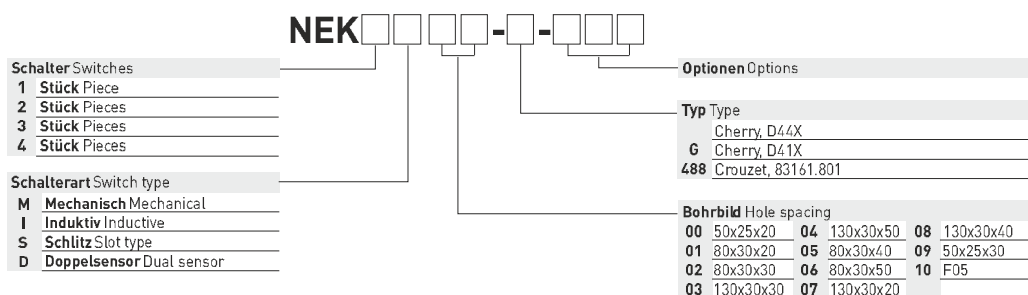 NEK - -
Schalter Switches
1 Stück Piece
2 Stück Pieces
3 Stück Pieces
4 Stück Pieces
Schalterart Switch type
M Mechanisch Mechanical
I Induktiv Inductive
S Schlitz Slot type
D Doppelsensor Dual sensor
Optionen Options
Typ Type
Cherry, D44X
G Cherry, D41X
488 Crouzet, 83161.801
Bohrbild Hole spacing
00 50x25x20 04 130x30x50 08 130x30x40
01 80x30x20 05 80x30x40 09 50x25x30
02 80x30x30 06 80x30x50 10 F05
03 130x30x30 07 130x30x20